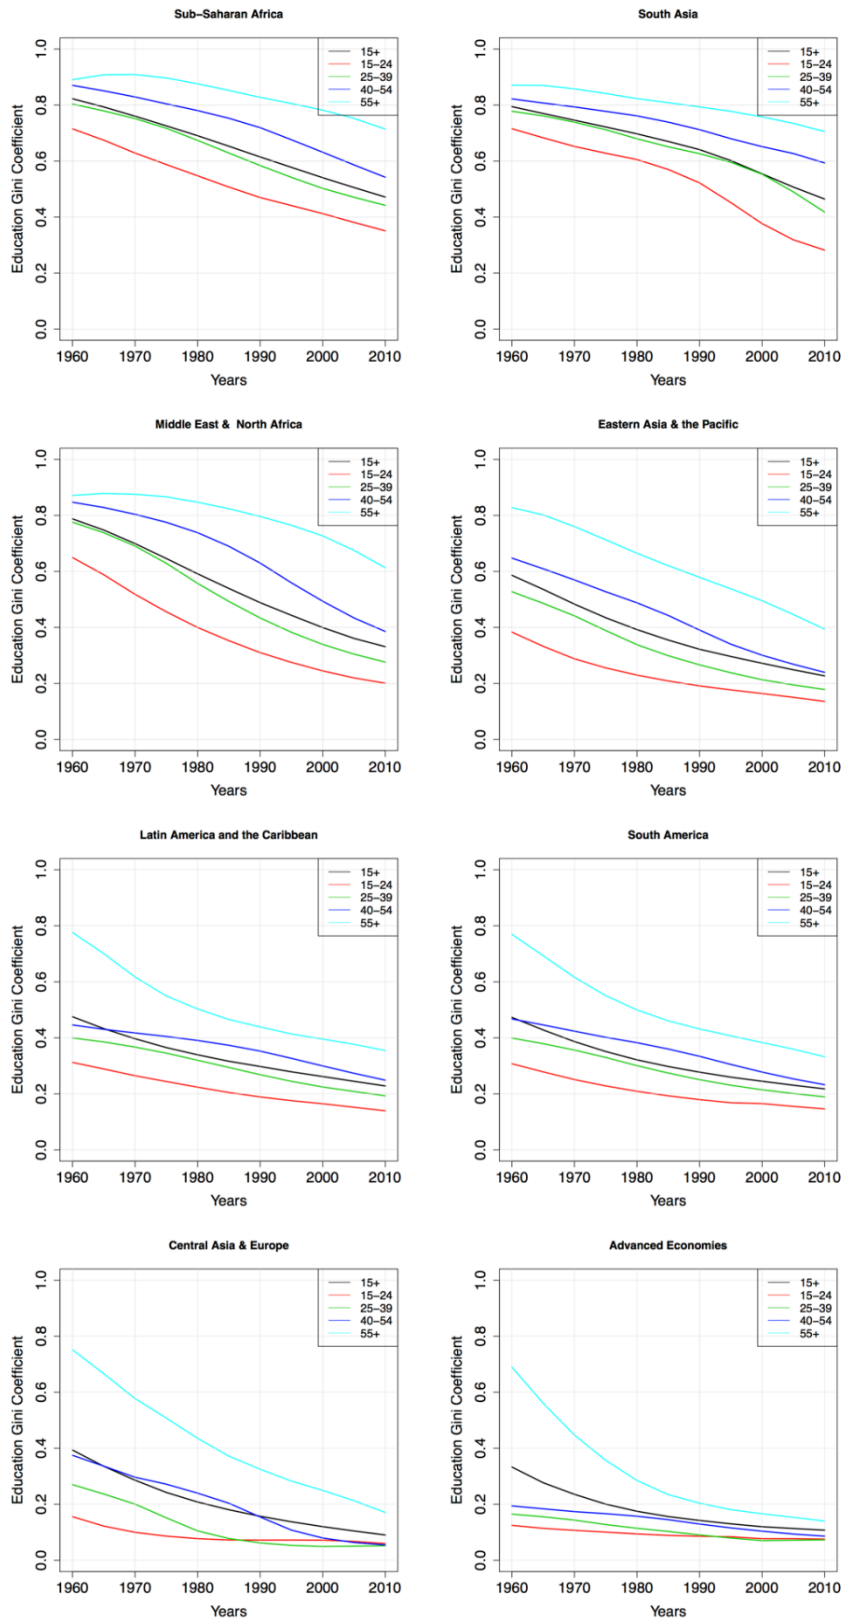 Sub–Saharan Africa
Education Gini Coefficient
1.0
0.8
0.6
0.4
0.2
0.0
15+
15–24
25–39
40–54
55+
1960 1970 1980 1990 2000 2010
Years
South Asia
Education Gini Coefficient
1.0
0.8
0.6
0.4
0.2
0.0
15+
15–24
25–39
40–54
55+
1960 1970 1980 1990 2000 2010
Years
Middle East & North Africa
Education Gini Coefficient
1.0
0.8
0.6
0.4
0.2
0.0
15+
15–24
25–39
40–54
55+
1960 1970 1980 1990 2000 2010
Years
Eastern Asia & the Pacific
Education Gini Coefficient
1.0
0.8
0.6
0.4
0.2
0.0
15+
15–24
25–39
40–54
55+
1960 1970 1980 1990 2000 2010
Years
Latin America and the Caribbean
Education Gini Coefficient
1.0
0.8
0.6
0.4
0.2
0.0
15+
15–24
25–39
40–54
55+
1960 1970 1980 1990 2000 2010
Years
South America
Education Gini Coefficient
1.0
0.8
0.6
0.4
0.2
0.0
15+
15–24
25–39
40–54
55+
1960 1970 1980 1990 2000 2010
Years
Central Asia & Europe
Education Gini Coefficient
1.0
0.8
0.6
0.4
0.2
0.0
15+
15–24
25–39
40–54
55+
1960 1970 1980 1990 2000 2010
Years
Advanced Economies
Education Gini Coefficient
1.0
0.8
0.6
0.4
0.2
0.0
15+
15–24
25–39
40–54
55+
1960 1970 1980 1990 2000 2010
Years